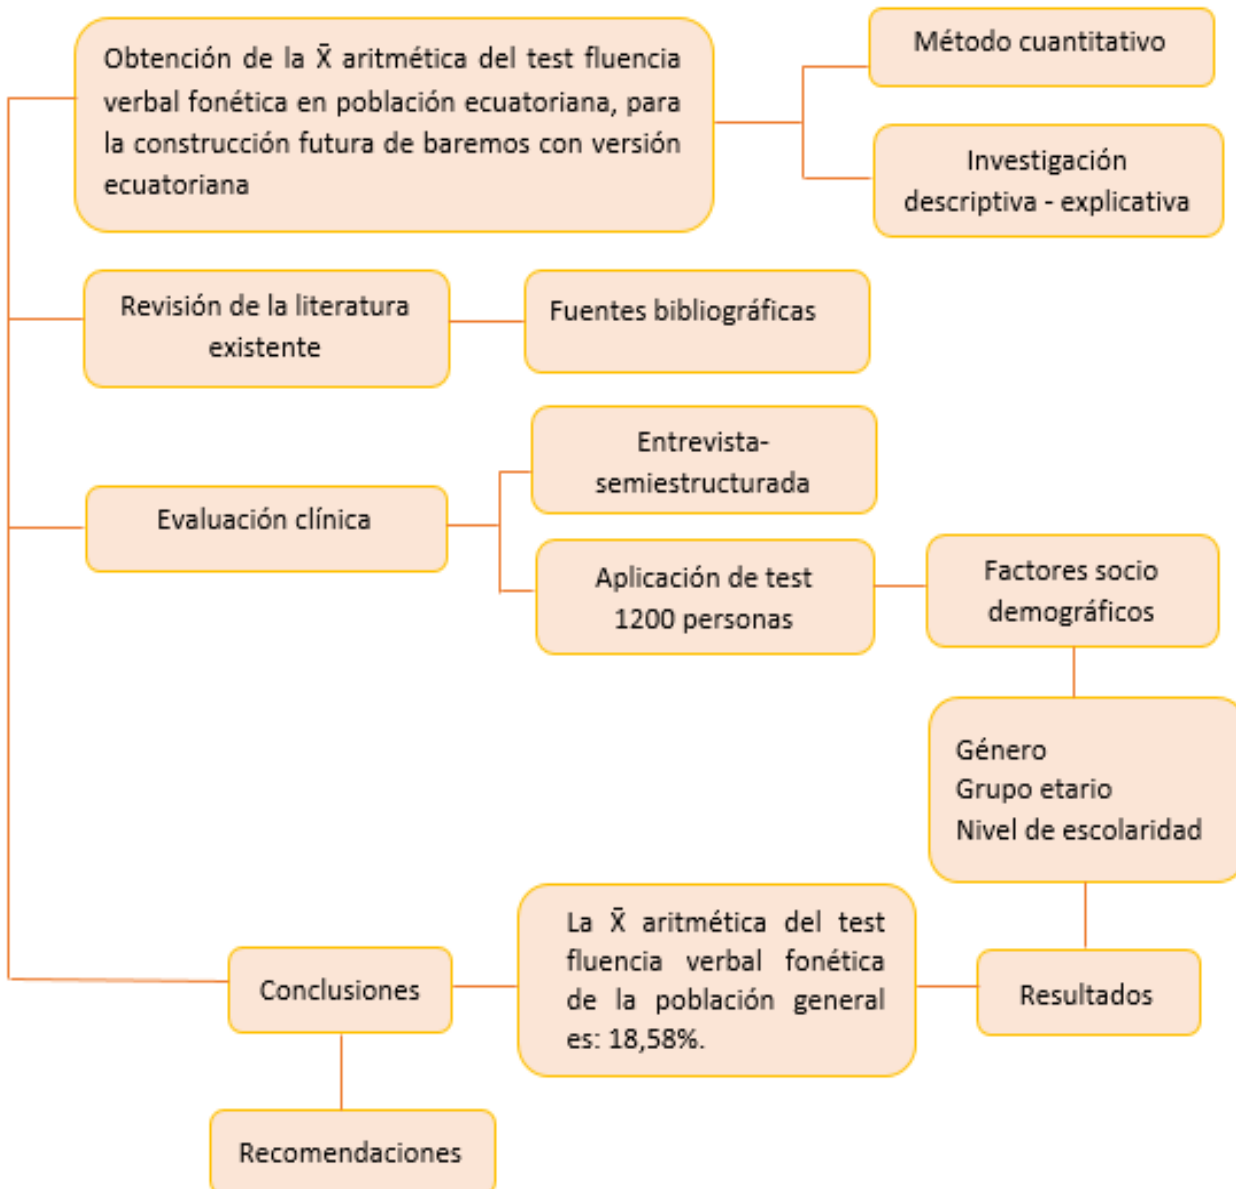 Obtención de la X̄ aritmética del test fluencia
verbal fonética en población ecuatoriana, para
la construcción futura de baremos con versión
ecuatoriana
Método cuantitativo
Investigación
descriptiva - explicativa
Revisión de la literatura
existente
Fuentes bibliográficas
Evaluación clínica
Entrevista-
semiestructurada
Aplicación de test
1200 personas
Factores socio
demográficos
Género
Grupo etario
Nivel de escolaridad
Resultados
La X̄ aritmética del test
fluencia verbal fonética
de la población general
es: 18,58%.
Conclusiones
Recomendaciones